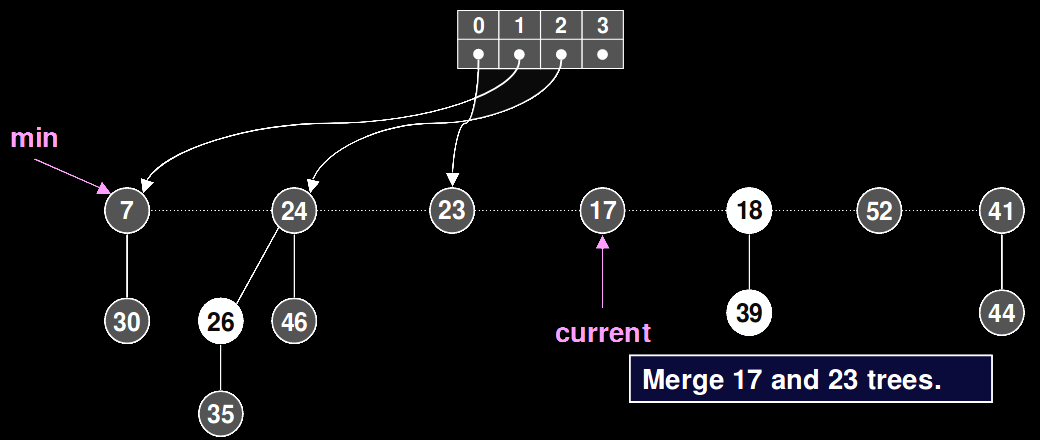 0 1 2 3
min
7 24 23 17 18 52 41
30 26 46 39 44
current
Merge 17 and 23 trees.
35